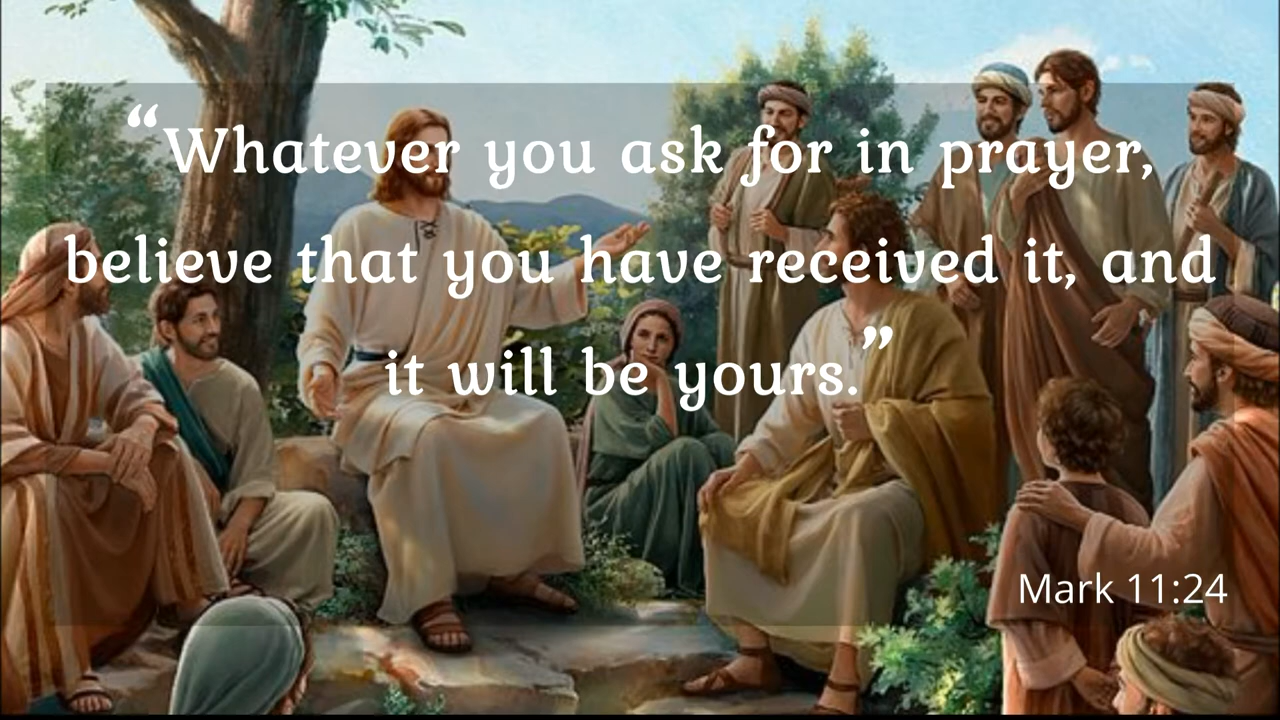 “Whatever you ask for in prayer,
believe that you have received it, and
it will be yours.”
Mark 11:24